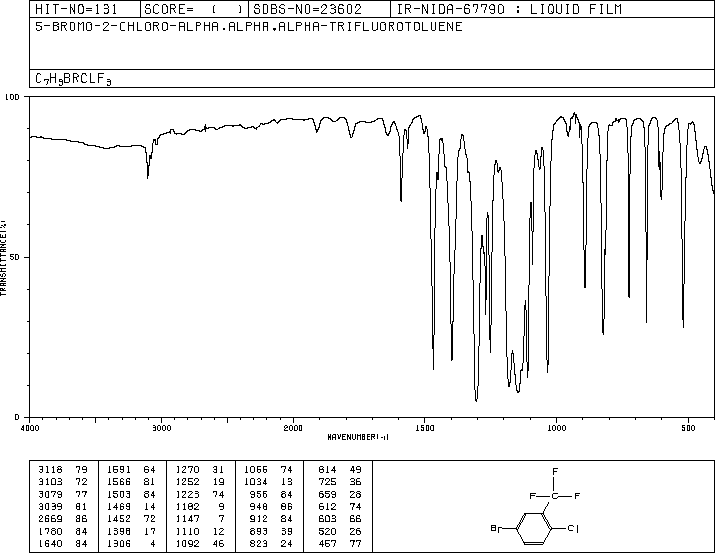 HIT-NO=131 SCORE= ( ) SDBS-NO=23602 IR-NIDA-67790 : LIQUID FILM
5-BROMO-2-CHLORO-ALPHA,ALPHA,ALPHA-TRIFLUOROTOLUENE
C7H3BRCLF3
100
50
0
TRANSMITTANCE(%)
4000 3000 2000 1500 1000 500
WAVENUMBER(-1)
3118 79 1591 64 1270 31 1066 74 814 49
3103 72 1566 81 1252 19 1034 13 725 36
3079 77 1503 84 1223 74 956 84 659 28
3039 81 1469 14 1182 9 948 86 612 74
2669 86 1452 72 1147 7 912 84 603 66
1780 84 1398 17 1110 12 893 39 520 26
1640 84 1306 4 1092 46 823 24 457 77
F
F F
Br Cl